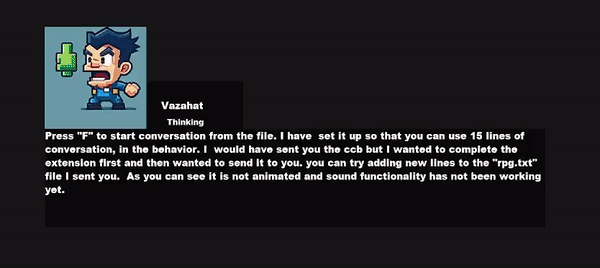 Vazahat
Thinking
Press "F" to start conversation from the file. I have set it up so that you can use 15 lines of
conversation, in the behavior. I would have sent you the ccb but I wanted to complete the
extension first and then wanted to send it to you. you can try adding new lines to the "rpg.txt"
file I sent you. As you can see it is not animated and sound functionality has not been working
yet.